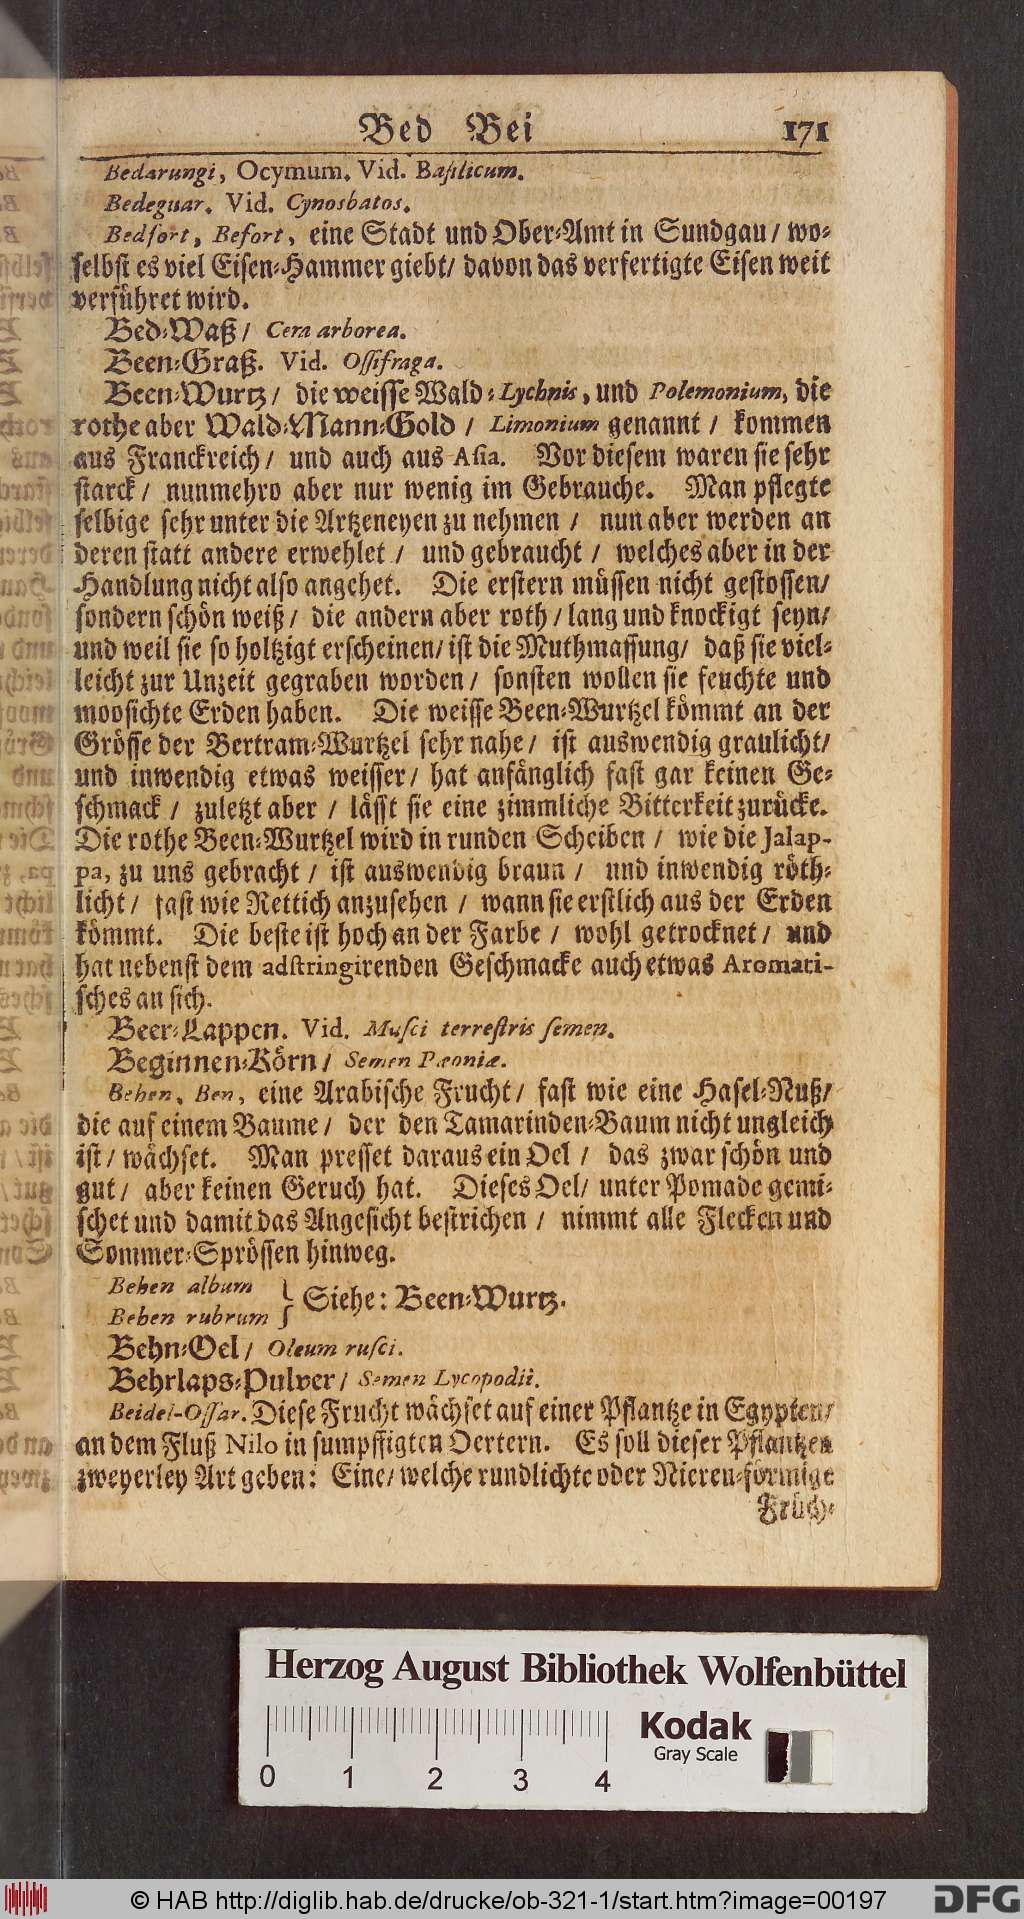 Bed Bei 171
Bedarungi, Ocymum. Vid. Basilicum.
Bedeguar. Vid. Cynosbatos.
Bedfort, Befort, eine Stadt und Ober-Amt in Sundgau / wo-
selbst es viel Eisen-Hammer giebt / davon das verfertigte Eisen weit
verführet wird.
Bed-Waß / Cera arborea.
Been-Graß. Vid. Ossifraga.
Been-Wurtz / die weisse Wald-Lychnis, und Polemonium, die
rothe aber Wald-Mann-Gold / Limonium genannt / kommen
aus Franckreich / und auch aus Asia. Vor diesem waren sie sehr
starck / nunmehro aber nur wenig im Gebrauche. Man pflegte
selbige sehr unter die Artzeneyen zu nehmen / nun aber werden an
deren statt andere erwehlet / und gebraucht / welches aber in der
Handlung nicht also angehet. Die erstern müssen nicht gestossen /
sondern schön weiß / die andern aber roth / lang und knockigt seyn /
und weil sie so holtzigt erscheinen / ist die Muthmassung / daß sie viel-
leicht zur Unzeit gegraben worden / sonsten wollen sie feuchte und
moosichte Erden haben. Die weisse Been-Wurtzel kömmt an der
Grösse der Bertram-Wurtzel sehr nahe / ist auswendig graulicht /
und inwendig etwas weisser / hat anfänglich fast gar keinen Ge-
schmack / zuletzt aber / lässt sie eine zimmliche Bitterkeit zurücke.
Die rothe Been-Wurtzel wird in runden Scheiben / wie die Jalap-
pa, zu uns gebracht / ist auswendig braun / und inwendig röth-
licht / fast wie Rettich anzusehen / wann sie erstlich aus der Erden
kömmt. Die beste ist hoch an der Farbe / wohl getrocknet / und
hat nebenst dem adstringirenden Geschmacke auch etwas Aromati-
sches an sich.
Beer-Lappen. Vid. Musci terrestris semen.
Beginnen-Körn / Semen Pæoniæ.
Behen, Ben, eine Arabische Frucht / fast wie eine Hasel-Nuß /
die auf einem Baume / der den Tamarinden-Baum nicht ungleich
ist / wächset. Man presset daraus ein Oel / das zwar schön und
gut / aber keinen Geruch hat. Dieses Oel / unter Pomade gemi-
schet und damit das Angesicht bestrichen / nimmt alle Flecken und
Sommer-Sprössen hinweg.
Behen album
Behen rubrum } Siehe: Been-Wurtz.
Behn-Oel / Oleum rusci.
Behrlaps-Pulver / Semen Lycopodii.
Beidel-Ossar. Diese Frucht wächset auf einer Pflantze in Egypten /
an dem Fluß Nilo in sumpffigten Oertern. Es soll dieser Pflantzen
zweyerley Art geben: Eine / welche rundlichte oder Nieren-förmige
Früch-
Herzog August Bibliothek Wolfenbüttel
Kodak
Gray Scale
0 1 2 3 4
© HAB http://diglib.hab.de/drucke/ob-321-1/start.htm?image=00197
DFG